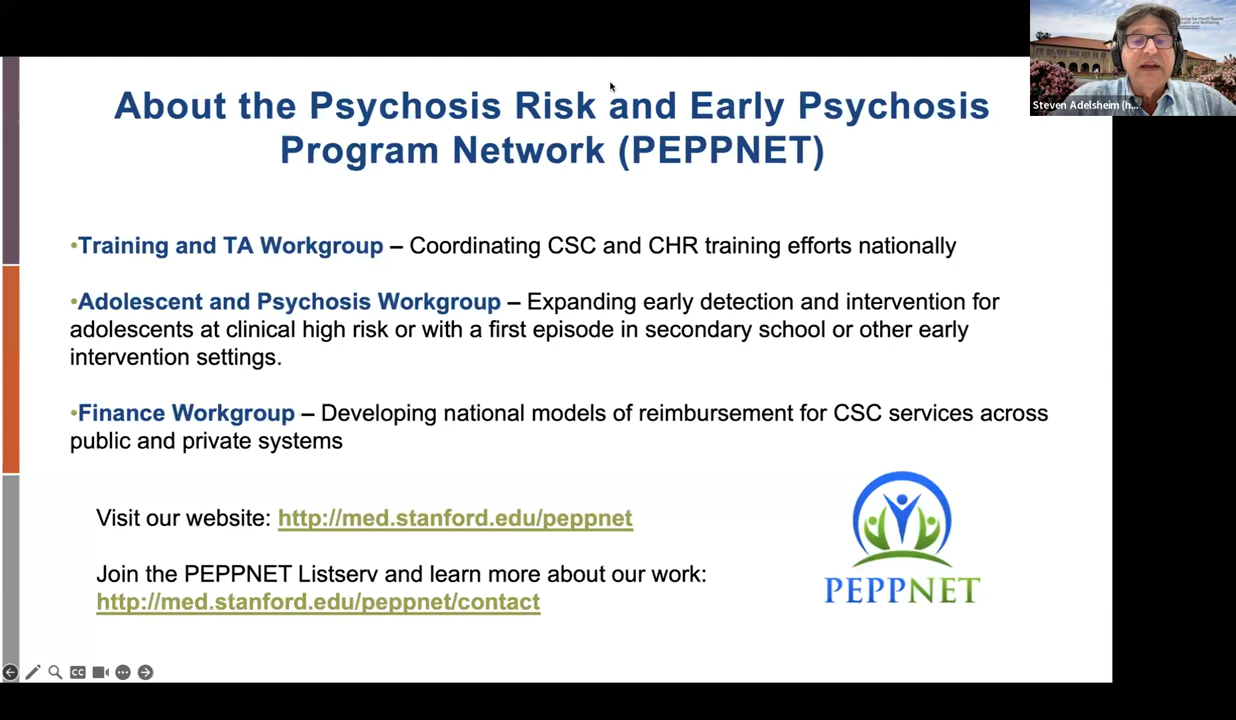 About the Psychosis Risk and Early Psychosis
Program Network (PEPPNET)
•Training and TA Workgroup – Coordinating CSC and CHR training efforts nationally
•Adolescent and Psychosis Workgroup – Expanding early detection and intervention for
adolescents at clinical high risk or with a first episode in secondary school or other early
intervention settings.
•Finance Workgroup – Developing national models of reimbursement for CSC services across
public and private systems
Visit our website: http://med.stanford.edu/peppnet
Join the PEPPNET Listserv and learn more about our work:
http://med.stanford.edu/peppnet/contact
PEPPNET
Steven Adelsheim (h...
CC